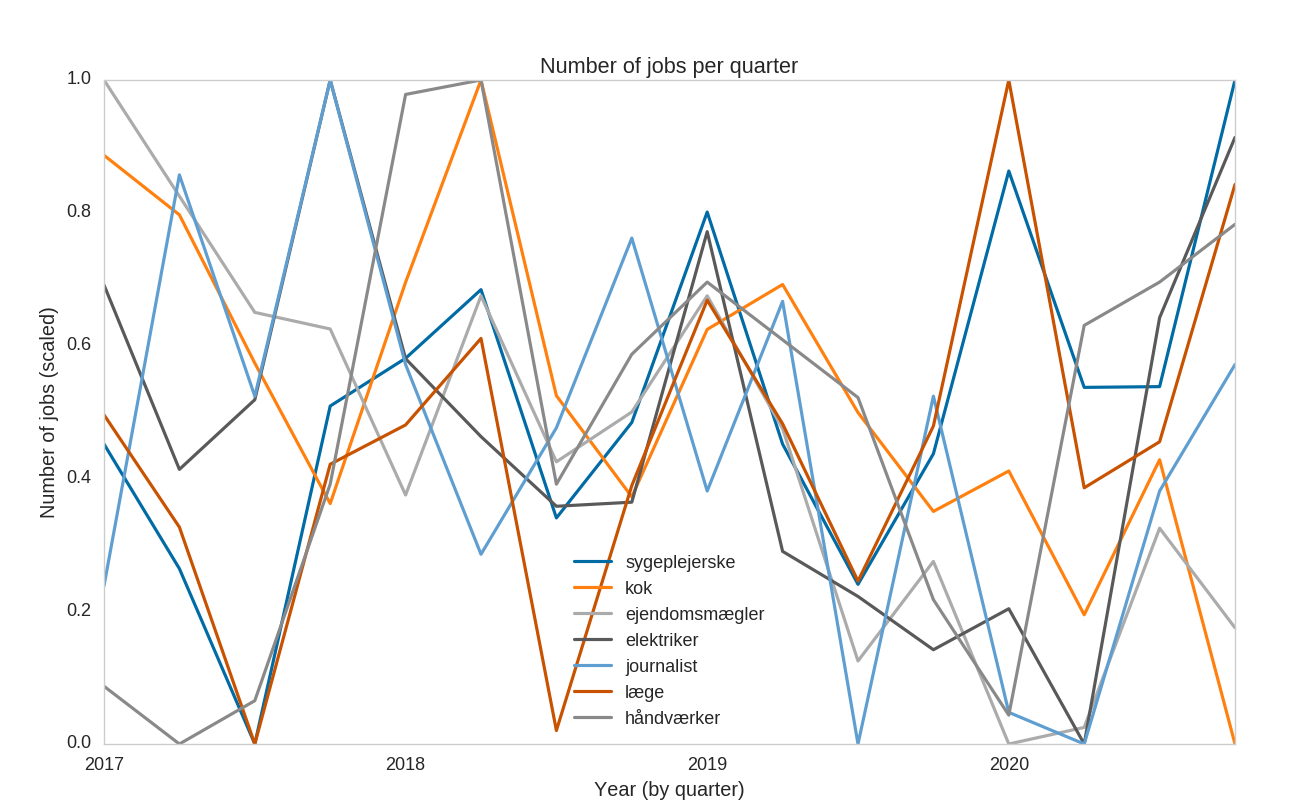 Number of jobs per quarter
1.0
0.8
0.6
0.4
0.2
0.0
Number of jobs (scaled)
sygeplejerske
kok
ejendomsmægler
elektriker
journalist
læge
håndværker
2017
2018
2019
2020
Year (by quarter)